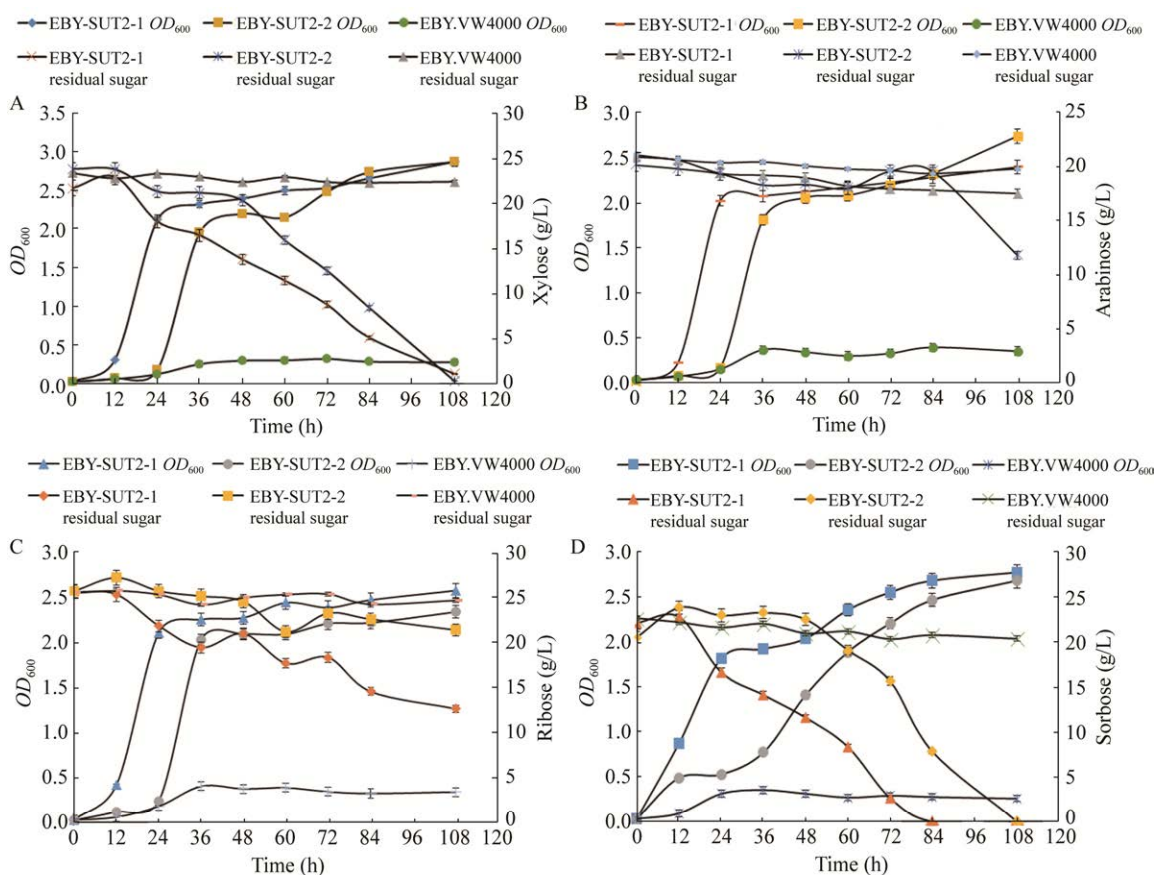 EBY-SUT2-1 OD600 EBY-SUT2-2 OD600 EBY.VW4000 OD600
EBY-SUT2-1 residual sugar EBY-SUT2-2 residual sugar EBY.VW4000 residual sugar
A
3.5
3.0
2.5
2.0
1.5
1.0
0.5
0.0
OD600
30
25
20
15
10
5
0
Xylose (g/L)
0 12 24 36 48 60 72 84 96 108 120
Time (h)
EBY-SUT2-1 OD600 EBY-SUT2-2 OD600 EBY.VW4000 OD600
EBY-SUT2-1 residual sugar EBY-SUT2-2 residual sugar EBY.VW4000 residual sugar
B
3.0
2.5
2.0
1.5
1.0
0.5
0.0
OD600
25
20
15
10
5
0
Arabinose (g/L)
0 12 24 36 48 60 72 84 96 108 120
Time (h)
EBY-SUT2-1 OD600 EBY-SUT2-2 OD600 EBY.VW4000 OD600
EBY-SUT2-1 residual sugar EBY-SUT2-2 residual sugar EBY.VW4000 residual sugar
C
3.0
2.5
2.0
1.5
1.0
0.5
0.0
OD600
30
25
20
15
10
5
0
Ribose (g/L)
0 12 24 36 48 60 72 84 96 108 120
Time (h)
EBY-SUT2-1 OD600 EBY-SUT2-2 OD600 EBY.VW4000 OD600
EBY-SUT2-1 residual sugar EBY-SUT2-2 residual sugar EBY.VW4000 residual sugar
D
3.0
2.5
2.0
1.5
1.0
0.5
0.0
OD600
30
25
20
15
10
5
0
Sorbose (g/L)
0 12 24 36 48 60 72 84 96 108 120
Time (h)